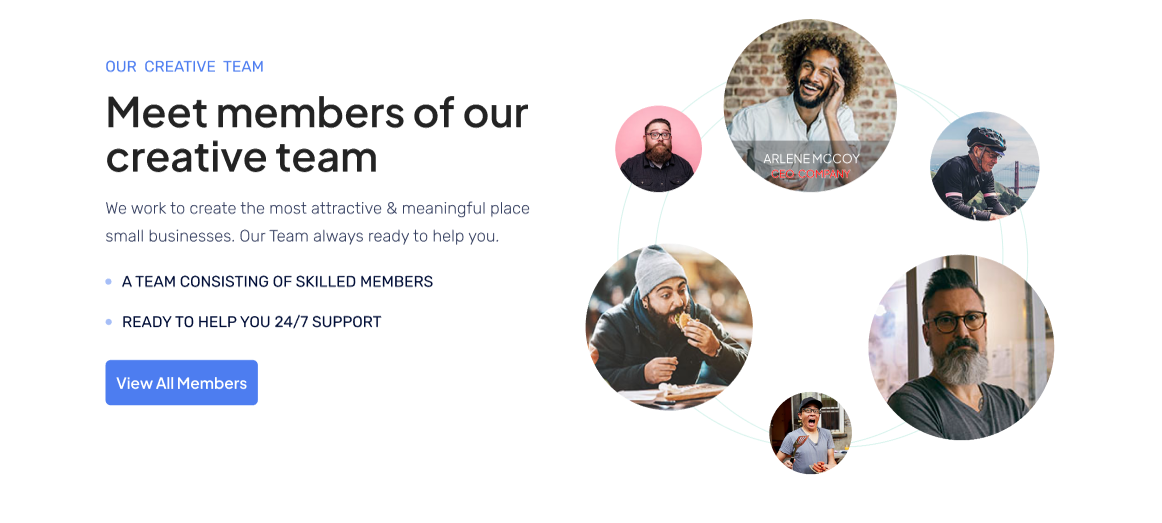 OUR CREATIVE TEAM
Meet members of our
creative team
We work to create the most attractive & meaningful place
small businesses. Our Team always ready to help you.
A TEAM CONSISTING OF SKILLED MEMBERS
READY TO HELP YOU 24/7 SUPPORT
View All Members
ARLENE MCCOY
CEO, COMPANY